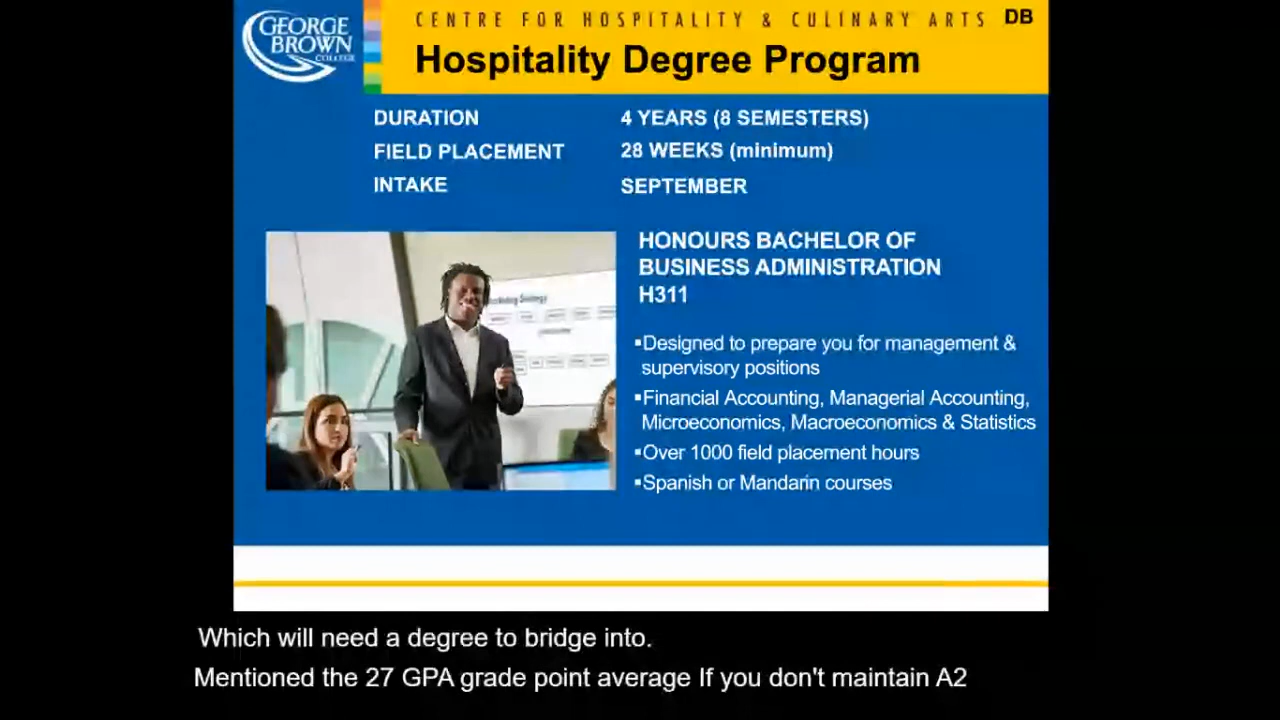 GEORGE
BROWN
COLLEGE
CENTRE FOR HOSPITALITY & CULINARY ARTS DB
Hospitality Degree Program
DURATION 4 YEARS (8 SEMESTERS)
FIELD PLACEMENT 28 WEEKS (minimum)
INTAKE SEPTEMBER
HONOURS BACHELOR OF
BUSINESS ADMINISTRATION
H311
▪Designed to prepare you for management &
supervisory positions
▪Financial Accounting, Managerial Accounting,
Microeconomics, Macroeconomics & Statistics
▪Over 1000 field placement hours
▪Spanish or Mandarin courses
Which will need a degree to bridge into.
Mentioned the 27 GPA grade point average If you don't maintain A2